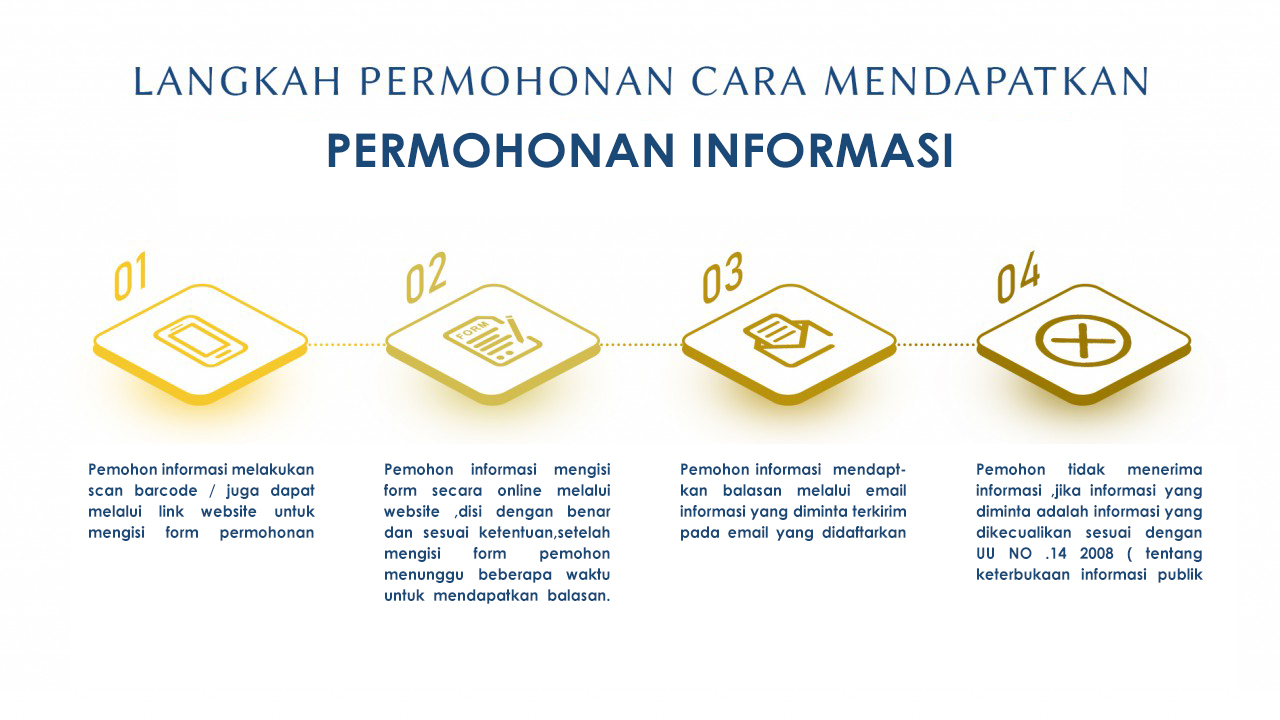 LANGKAH PERMOHONAN CARA MENDAPATKAN
PERMOHONAN INFORMASI
01
Pemohon informasi melakukan
scan barcode / juga dapat
melalui link website untuk
mengisi form permohonan
02
FORM
Pemohon informasi mengisi
form secara online melalui
website ,disi dengan benar
dan sesuai ketentuan,setelah
mengisi form pemohon
menunggu beberapa waktu
untuk mendapatkan balasan.
03
Pemohon informasi mendapt-
kan balasan melalui email
informasi yang diminta terkirim
pada email yang didaftarkan
04
Pemohon tidak menerima
informasi ,jika informasi yang
diminta adalah informasi yang
dikecualikan sesuai dengan
UU NO .14 2008 ( tentang
keterbukaan informasi publik